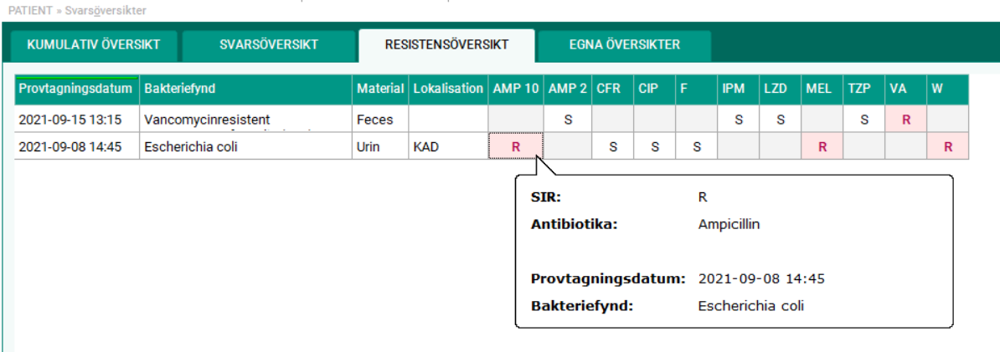 PATIENT » Svarsöversikter
KUMULATIV ÖVERSIKT SVARSÖVERSIKT RESISTENSÖVERSIKT EGNA ÖVERSIKTER
Provtagningsdatum Bakteriefynd Material Lokalisation AMP 10 AMP 2 CFR CIP F IPM LZD MEL TZP VA W
2021-09-15 13:15 Vancomycinresistent Feces S S S S R
2021-09-08 14:45 Escherichia coli Urin KAD R S S S R R
SIR: R
Antibiotika: Ampicillin
Provtagningsdatum: 2021-09-08 14:45
Bakteriefynd: Escherichia coli